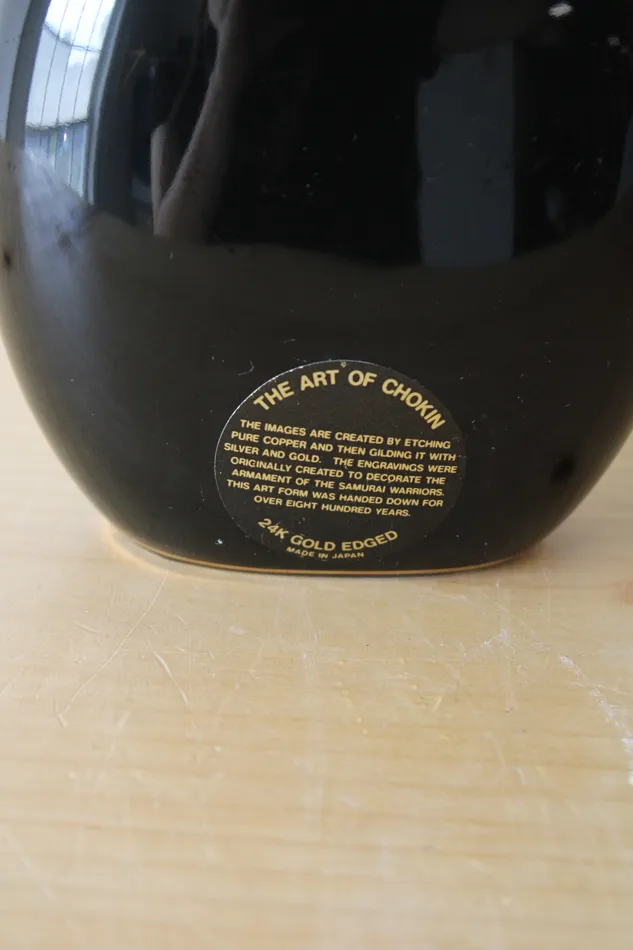 THE ART OF CHOKIN
THE IMAGES ARE CREATED BY ETCHING
PURE COPPER AND THEN GILDING IT WITH
SILVER AND GOLD. THE ENGRAVINGS WERE
ORIGINALLY CREATED TO DECORATE THE
ARMAMENT OF THE SAMURAI WARRIORS.
THIS ART FORM WAS HANDED DOWN FOR
OVER EIGHT HUNDRED YEARS.
24K GOLD EDGED
MADE IN JAPAN